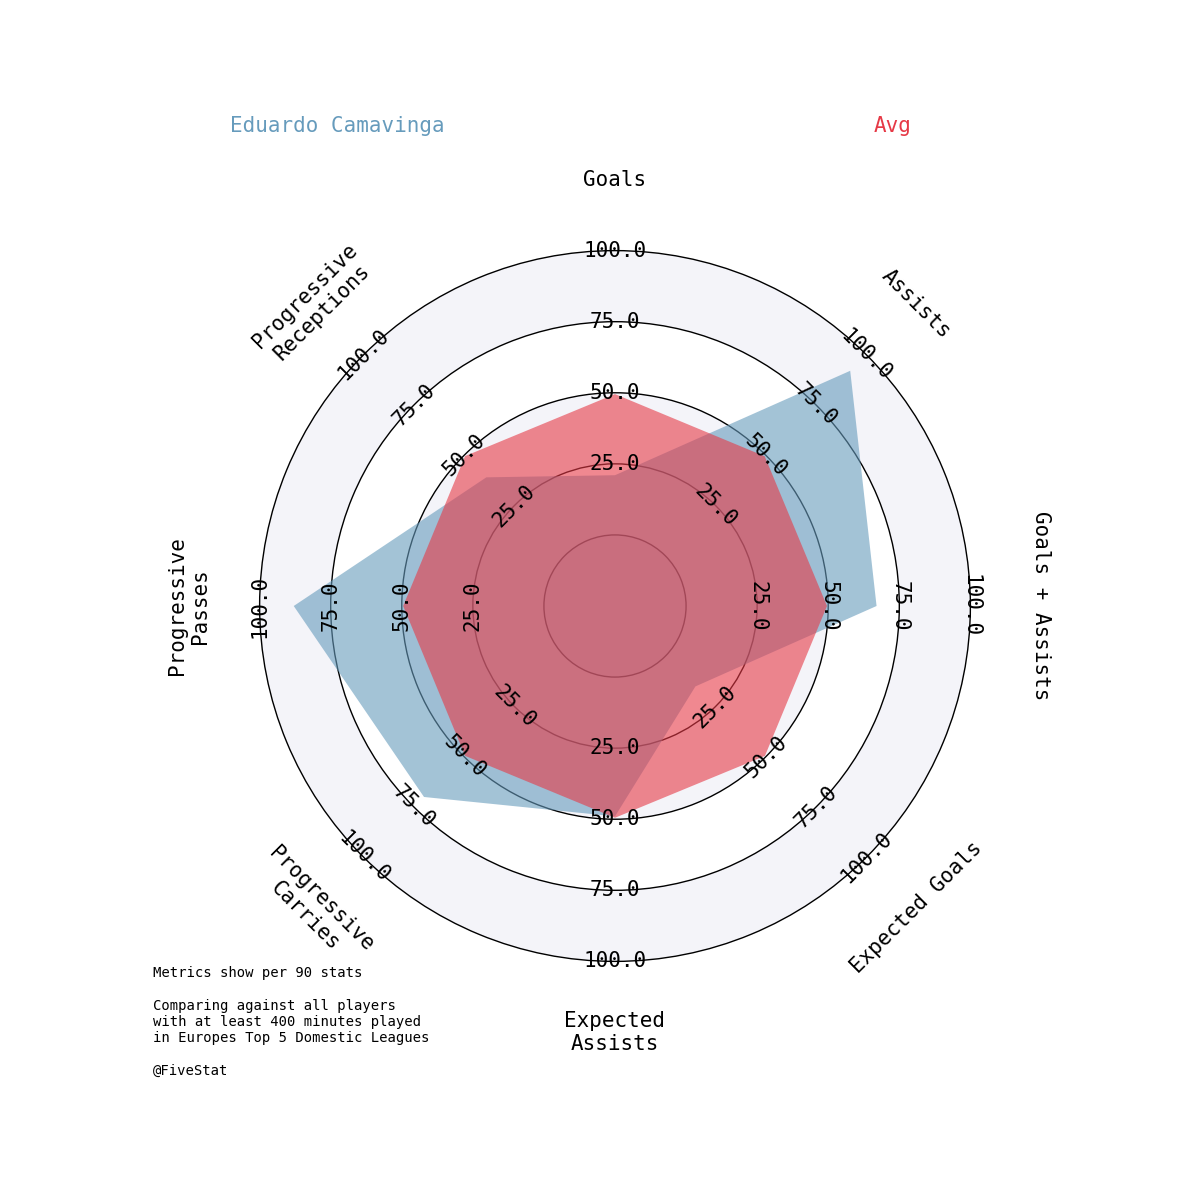 Eduardo Camavinga
Avg
Goals
Progressive
Receptions
Assists
100.0
75.0
50.0
25.0
100.0
75.0
50.0
25.0
100.0
75.0
50.0
25.0
Progressive
Passes
100.0
75.0
50.0
25.0
25.0
50.0
75.0
100.0
Goals + Assists
25.0
50.0
75.0
100.0
25.0
50.0
75.0
100.0
25.0
50.0
75.0
100.0
Progressive
Carries
Expected Goals
Expected
Assists
Metrics show per 90 stats
Comparing against all players
with at least 400 minutes played
in Europes Top 5 Domestic Leagues
@FiveStat